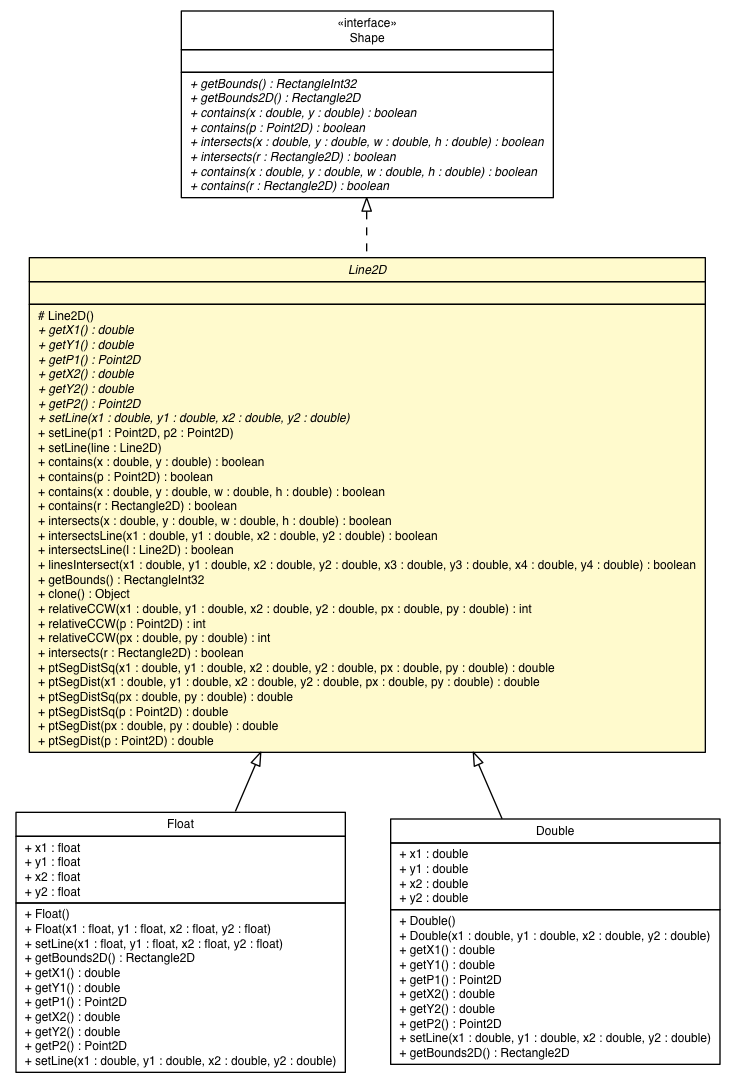 «interface»
Shape
+ getBounds() : RectangleInt32
+ getBounds2D() : Rectangle2D
+ contains(x : double, y : double) : boolean
+ contains(p : Point2D) : boolean
+ intersects(x : double, y : double, w : double, h : double) : boolean
+ intersects(r : Rectangle2D) : boolean
+ contains(x : double, y : double, w : double, h : double) : boolean
+ contains(r : Rectangle2D) : boolean
Line2D
# Line2D()
+ getX1() : double
+ getY1() : double
+ getP1() : Point2D
+ getX2() : double
+ getY2() : double
+ getP2() : Point2D
+ setLine(x1 : double, y1 : double, x2 : double, y2 : double)
+ setLine(p1 : Point2D, p2 : Point2D)
+ setLine(line : Line2D)
+ contains(x : double, y : double) : boolean
+ contains(p : Point2D) : boolean
+ contains(x : double, y : double, w : double, h : double) : boolean
+ contains(r : Rectangle2D) : boolean
+ intersects(x : double, y : double, w : double, h : double) : boolean
+ intersectsLine(x1 : double, y1 : double, x2 : double, y2 : double) : boolean
+ intersectsLine(l : Line2D) : boolean
+ linesIntersect(x1 : double, y1 : double, x2 : double, y2 : double, x3 : double, y3 : double, x4 : double, y4 : double) : boolean
+ getBounds() : RectangleInt32
+ clone() : Object
+ relativeCCW(x1 : double, y1 : double, x2 : double, y2 : double, px : double, py : double) : int
+ relativeCCW(p : Point2D) : int
+ relativeCCW(px : double, py : double) : int
+ intersects(r : Rectangle2D) : boolean
+ ptSegDistSq(x1 : double, y1 : double, x2 : double, y2 : double, px : double, py : double) : double
+ ptSegDist(x1 : double, y1 : double, x2 : double, y2 : double, px : double, py : double) : double
+ ptSegDistSq(px : double, py : double) : double
+ ptSegDistSq(p : Point2D) : double
+ ptSegDist(px : double, py : double) : double
+ ptSegDist(p : Point2D) : double
Float
+ x1 : float
+ y1 : float
+ x2 : float
+ y2 : float
+ Float()
+ Float(x1 : float, y1 : float, x2 : float, y2 : float)
+ setLine(x1 : float, y1 : float, x2 : float, y2 : float)
+ getBounds2D() : Rectangle2D
+ getX1() : double
+ getY1() : double
+ getP1() : Point2D
+ getX2() : double
+ getY2() : double
+ getP2() : Point2D
+ setLine(x1 : double, y1 : double, x2 : double, y2 : double)
Double
+ x1 : double
+ y1 : double
+ x2 : double
+ y2 : double
+ Double()
+ Double(x1 : double, y1 : double, x2 : double, y2 : double)
+ getX1() : double
+ getY1() : double
+ getP1() : Point2D
+ getX2() : double
+ getY2() : double
+ getP2() : Point2D
+ setLine(x1 : double, y1 : double, x2 : double, y2 : double)
+ getBounds2D() : Rectangle2D